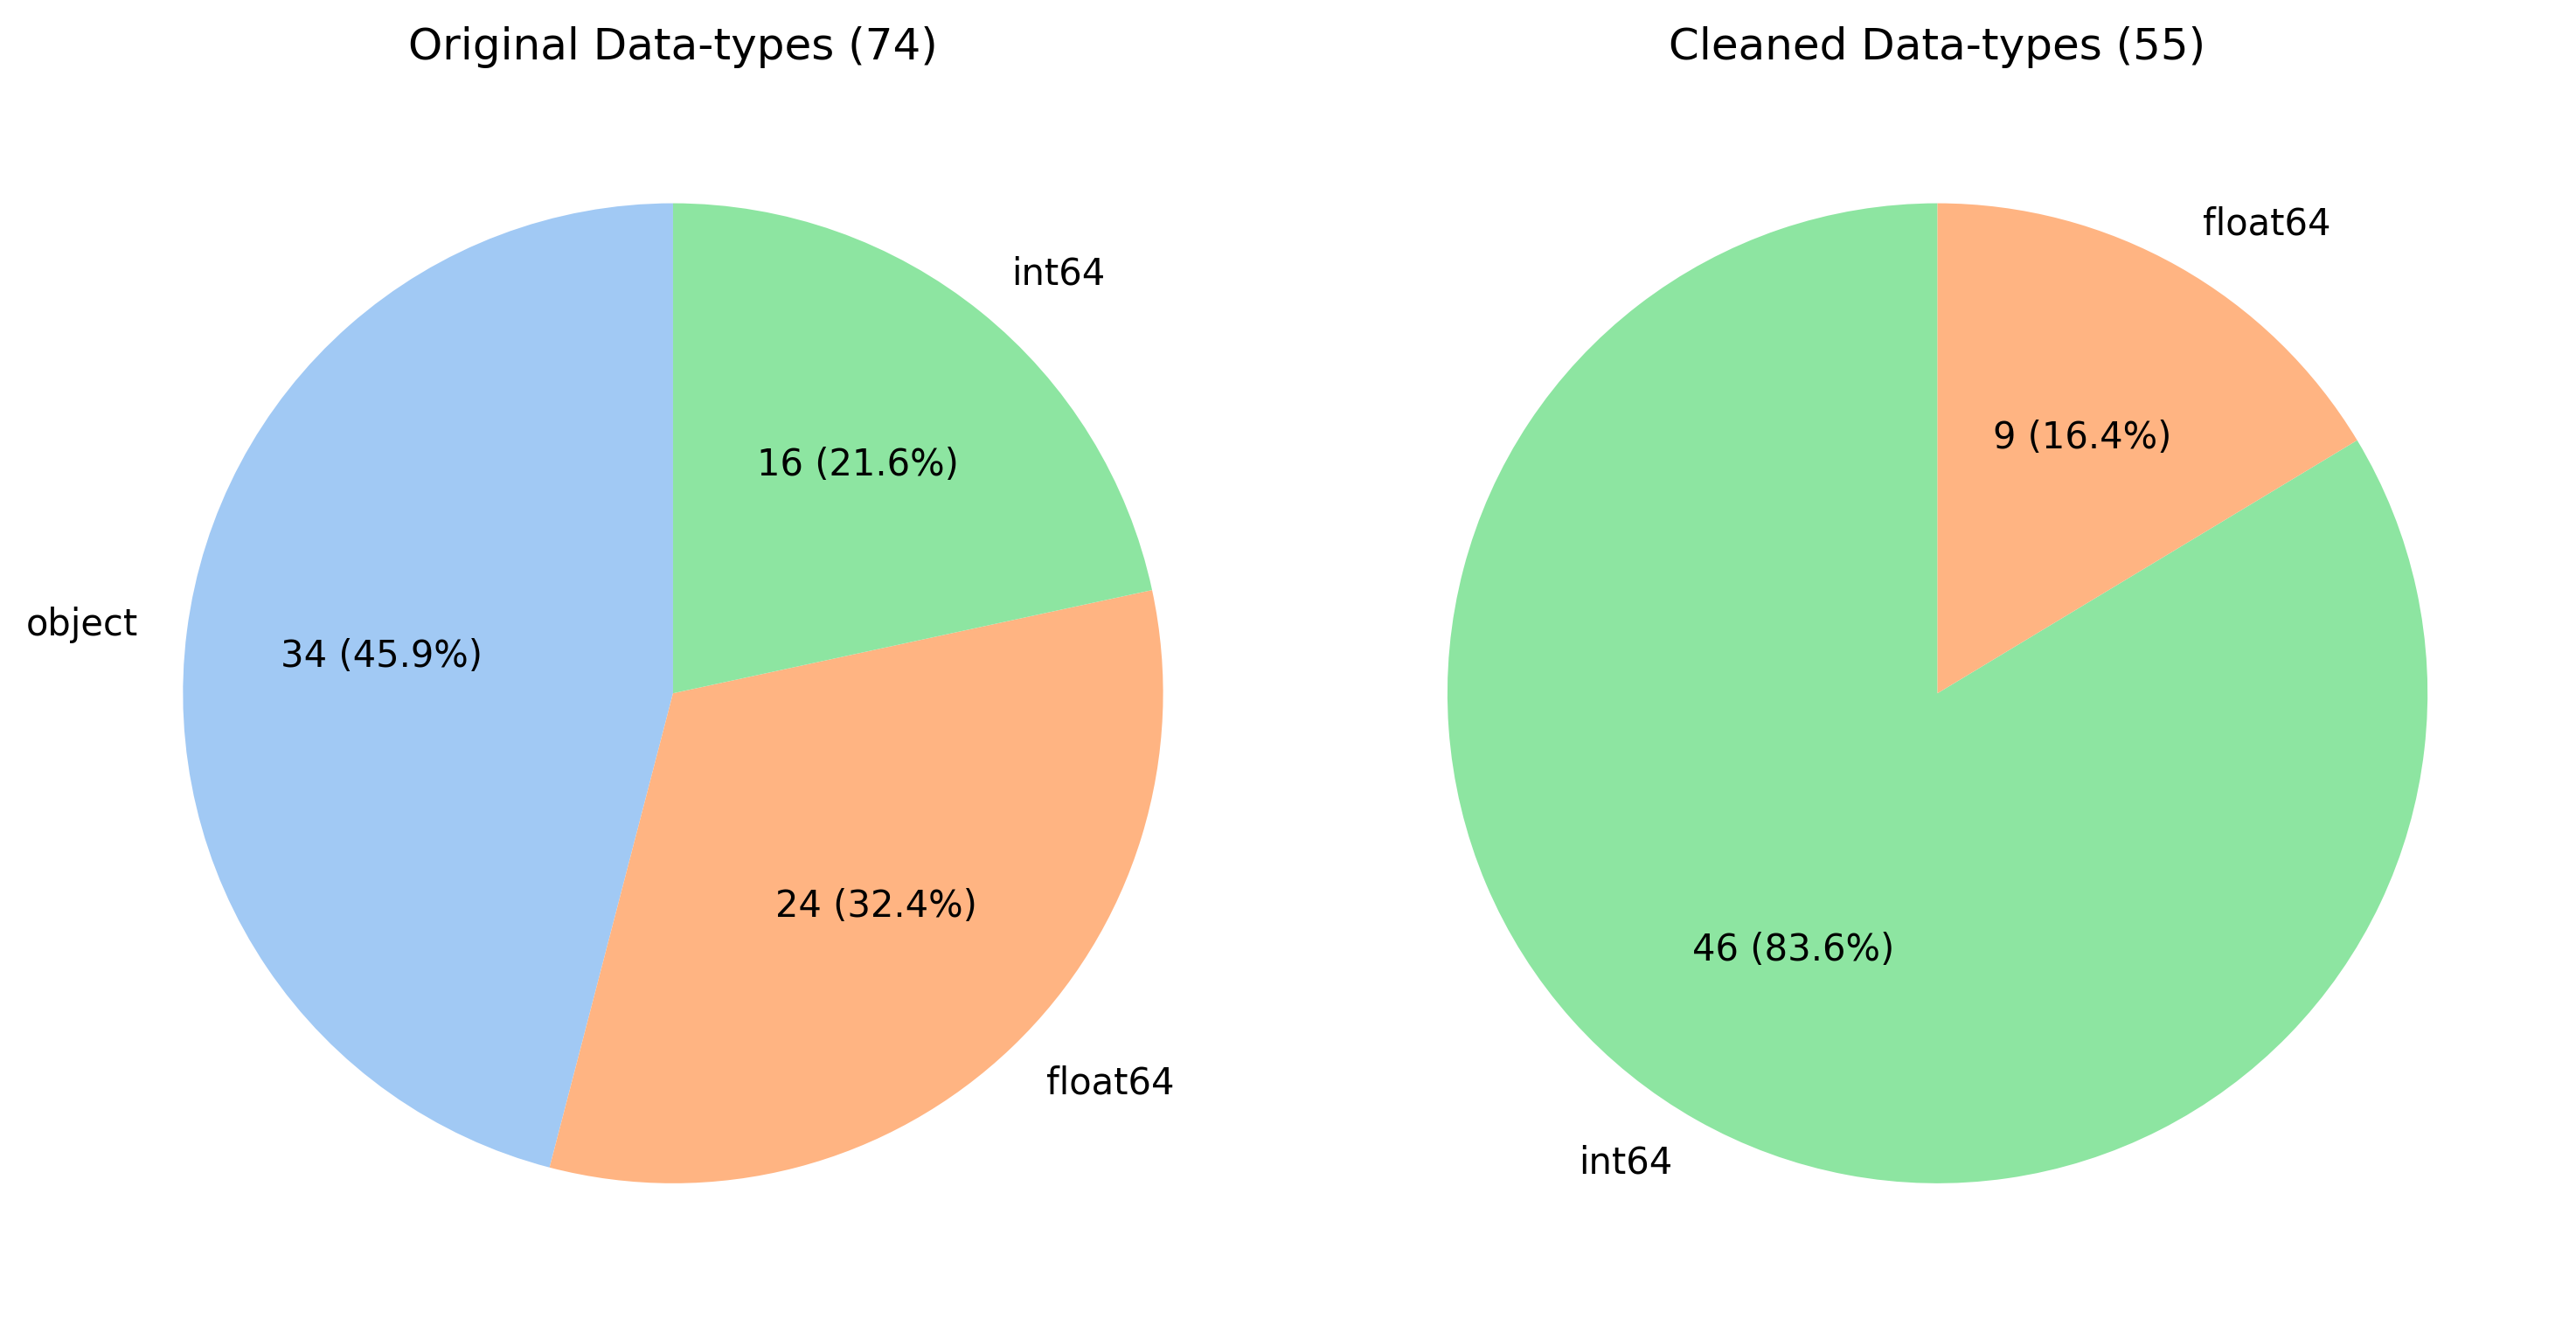 Original Data-types (74)
int64
16 (21.6%)
object
34 (45.9%)
24 (32.4%)
float64
Cleaned Data-types (55)
float64
9 (16.4%)
46 (83.6%)
int64